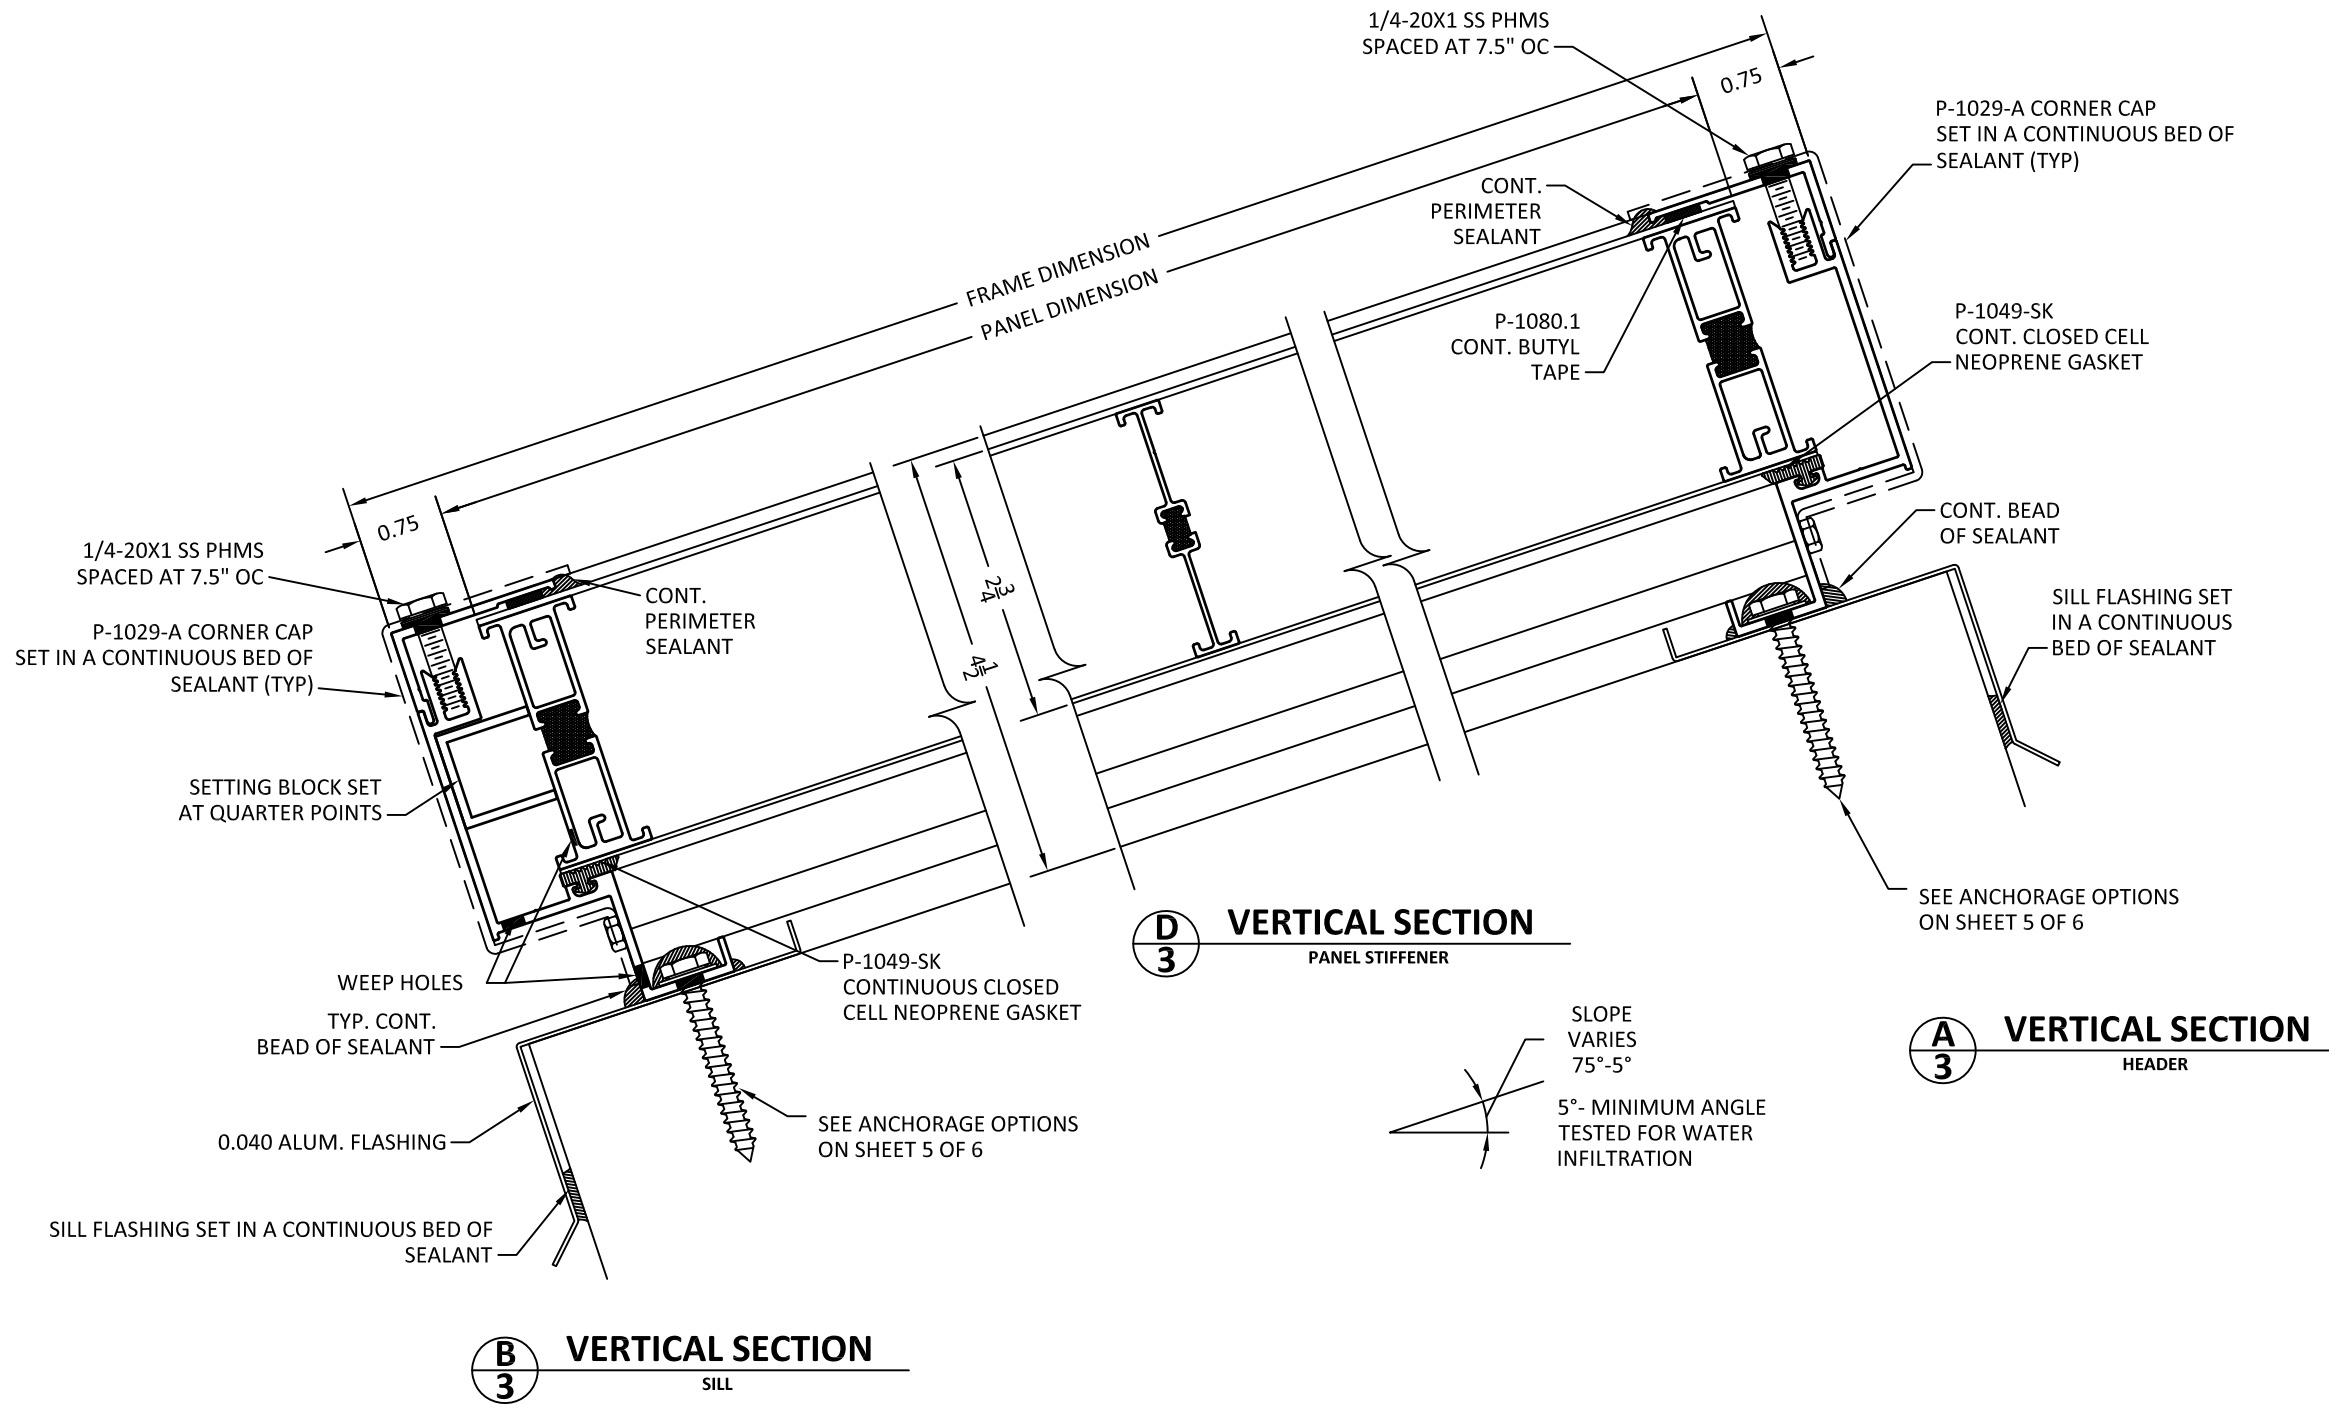 1/4-20X1 SS PHMS
SPACED AT 7.5" OC
0.75
P-1029-A CORNER CAP
SET IN A CONTINUOUS BED OF
SEALANT (TYP)
CONT.
PERIMETER
SEALANT
FRAME DIMENSION
PANEL DIMENSION
P-1080.1
CONT. BUTYL
TAPE
P-1049-SK
CONT. CLOSED CELL
NEOPRENE GASKET
0.75
1/4-20X1 SS PHMS
SPACED AT 7.5" OC
CONT. BEAD
OF SEALANT
2 3/4
4 1/2
CONT.
PERIMETER
SEALANT
P-1029-A CORNER CAP
SET IN A CONTINUOUS BED OF
SEALANT (TYP)
SILL FLASHING SET
IN A CONTINUOUS
BED OF SEALANT
SETTING BLOCK SET
AT QUARTER POINTS
SEE ANCHORAGE OPTIONS
ON SHEET 5 OF 6
D
3
VERTICAL SECTION
PANEL STIFFENER
WEEP HOLES
P-1049-SK
CONTINUOUS CLOSED
CELL NEOPRENE GASKET
TYP. CONT.
BEAD OF SEALANT
SLOPE
VARIES
75°-5°
A
3
VERTICAL SECTION
HEADER
5°- MINIMUM ANGLE
TESTED FOR WATER
INFILTRATION
0.040 ALUM. FLASHING
SEE ANCHORAGE OPTIONS
ON SHEET 5 OF 6
SILL FLASHING SET IN A CONTINUOUS BED OF
SEALANT
B
3
VERTICAL SECTION
SILL